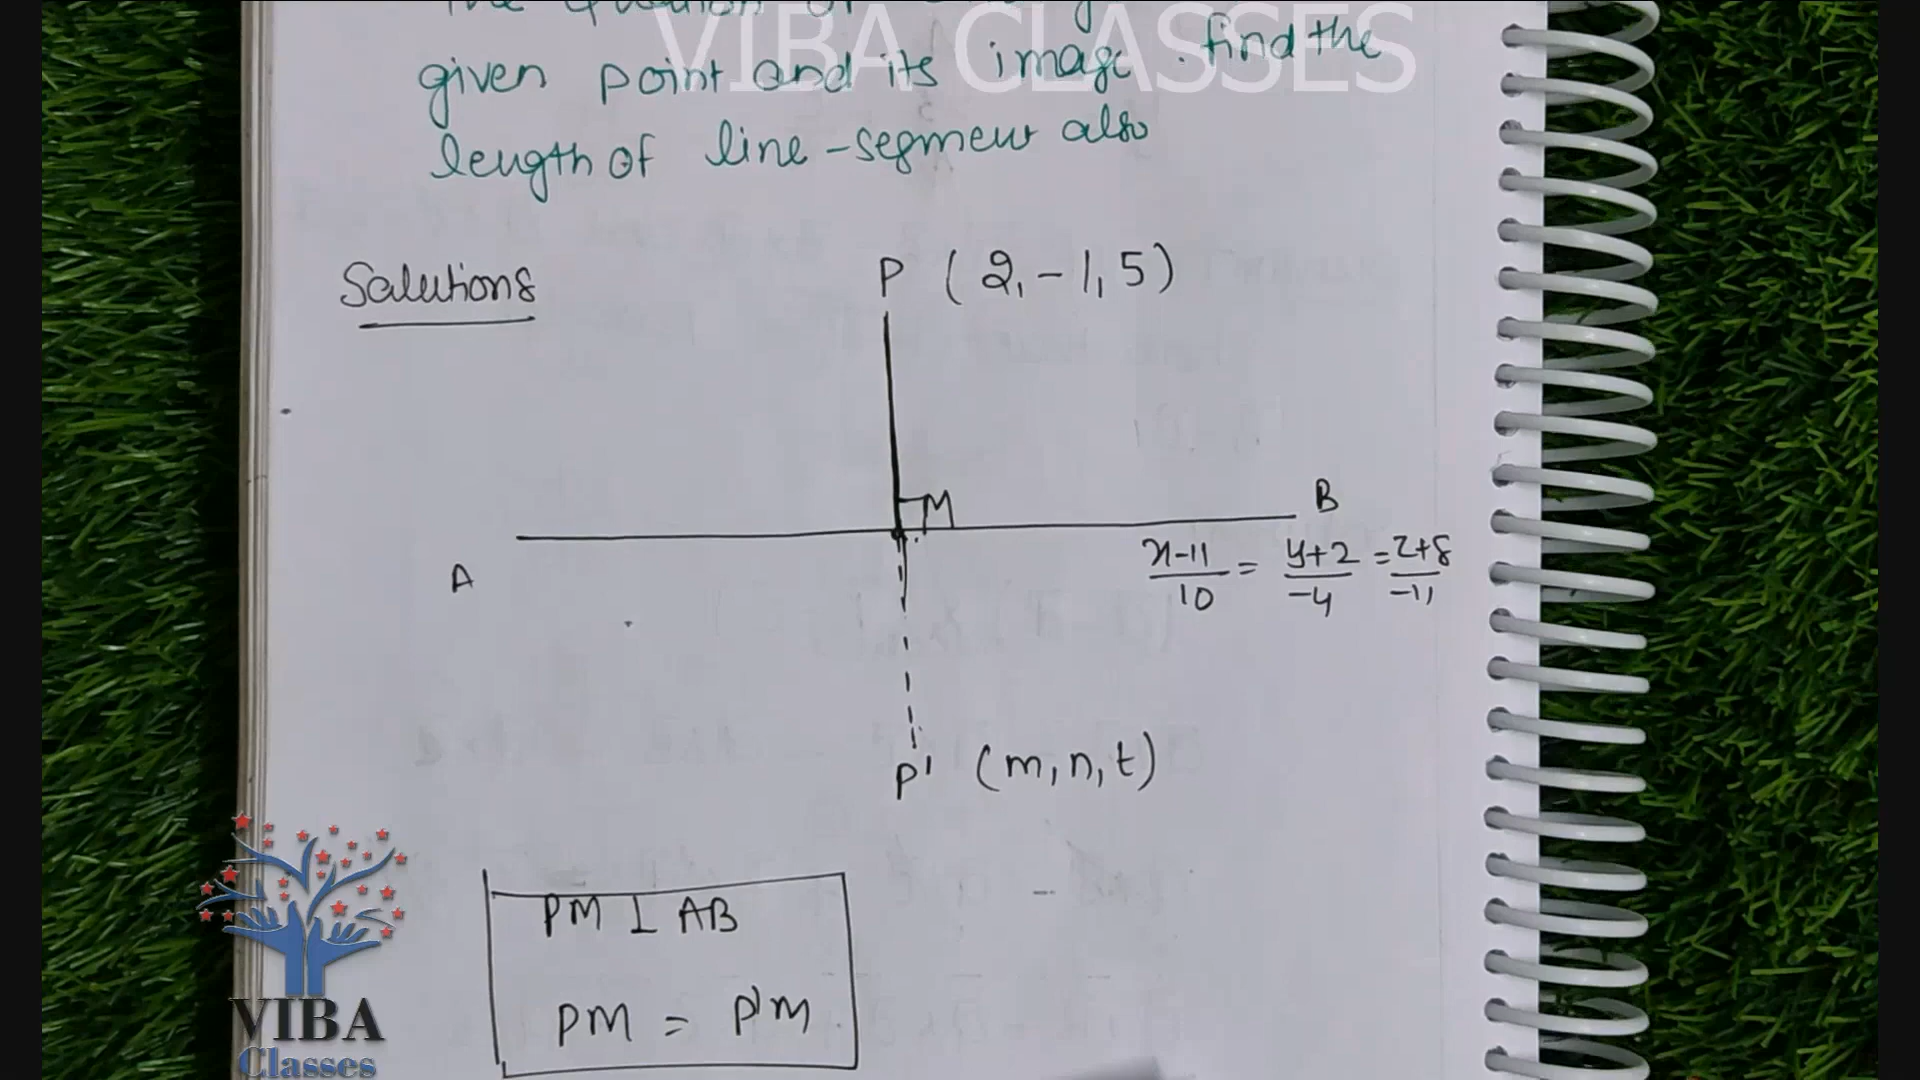 VIBA CLASSES
given point and its image . find the
length of line-segment also
Solutions
P (2, -1, 5)
M
B
A
x-11/10 = y+2/-4 = z+8/-11
P' (m, n, t)
PM ⊥ AB
PM = P'M
VIBA
Classes